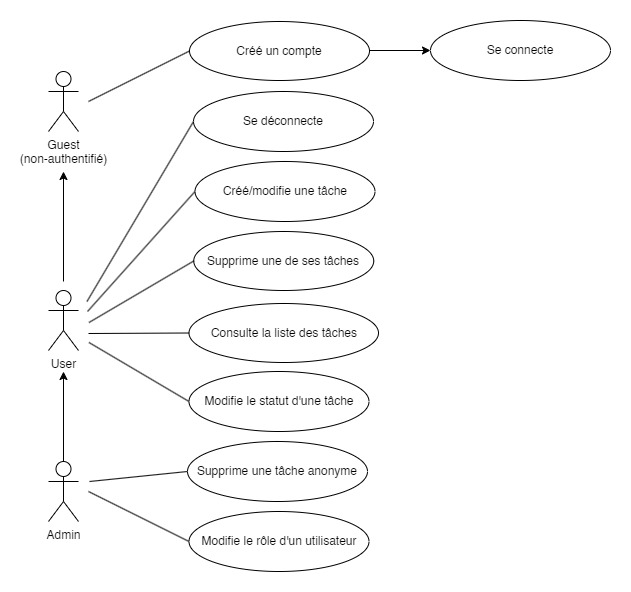 Créé un compte
Se connecte
Se déconnecte
Guest
(non-authentifié)
Créé/modifie une tâche
Supprime une de ses tâches
Consulte la liste des tâches
User
Modifie le statut d'une tâche
Supprime une tâche anonyme
Admin
Modifie le rôle d'un utilisateur